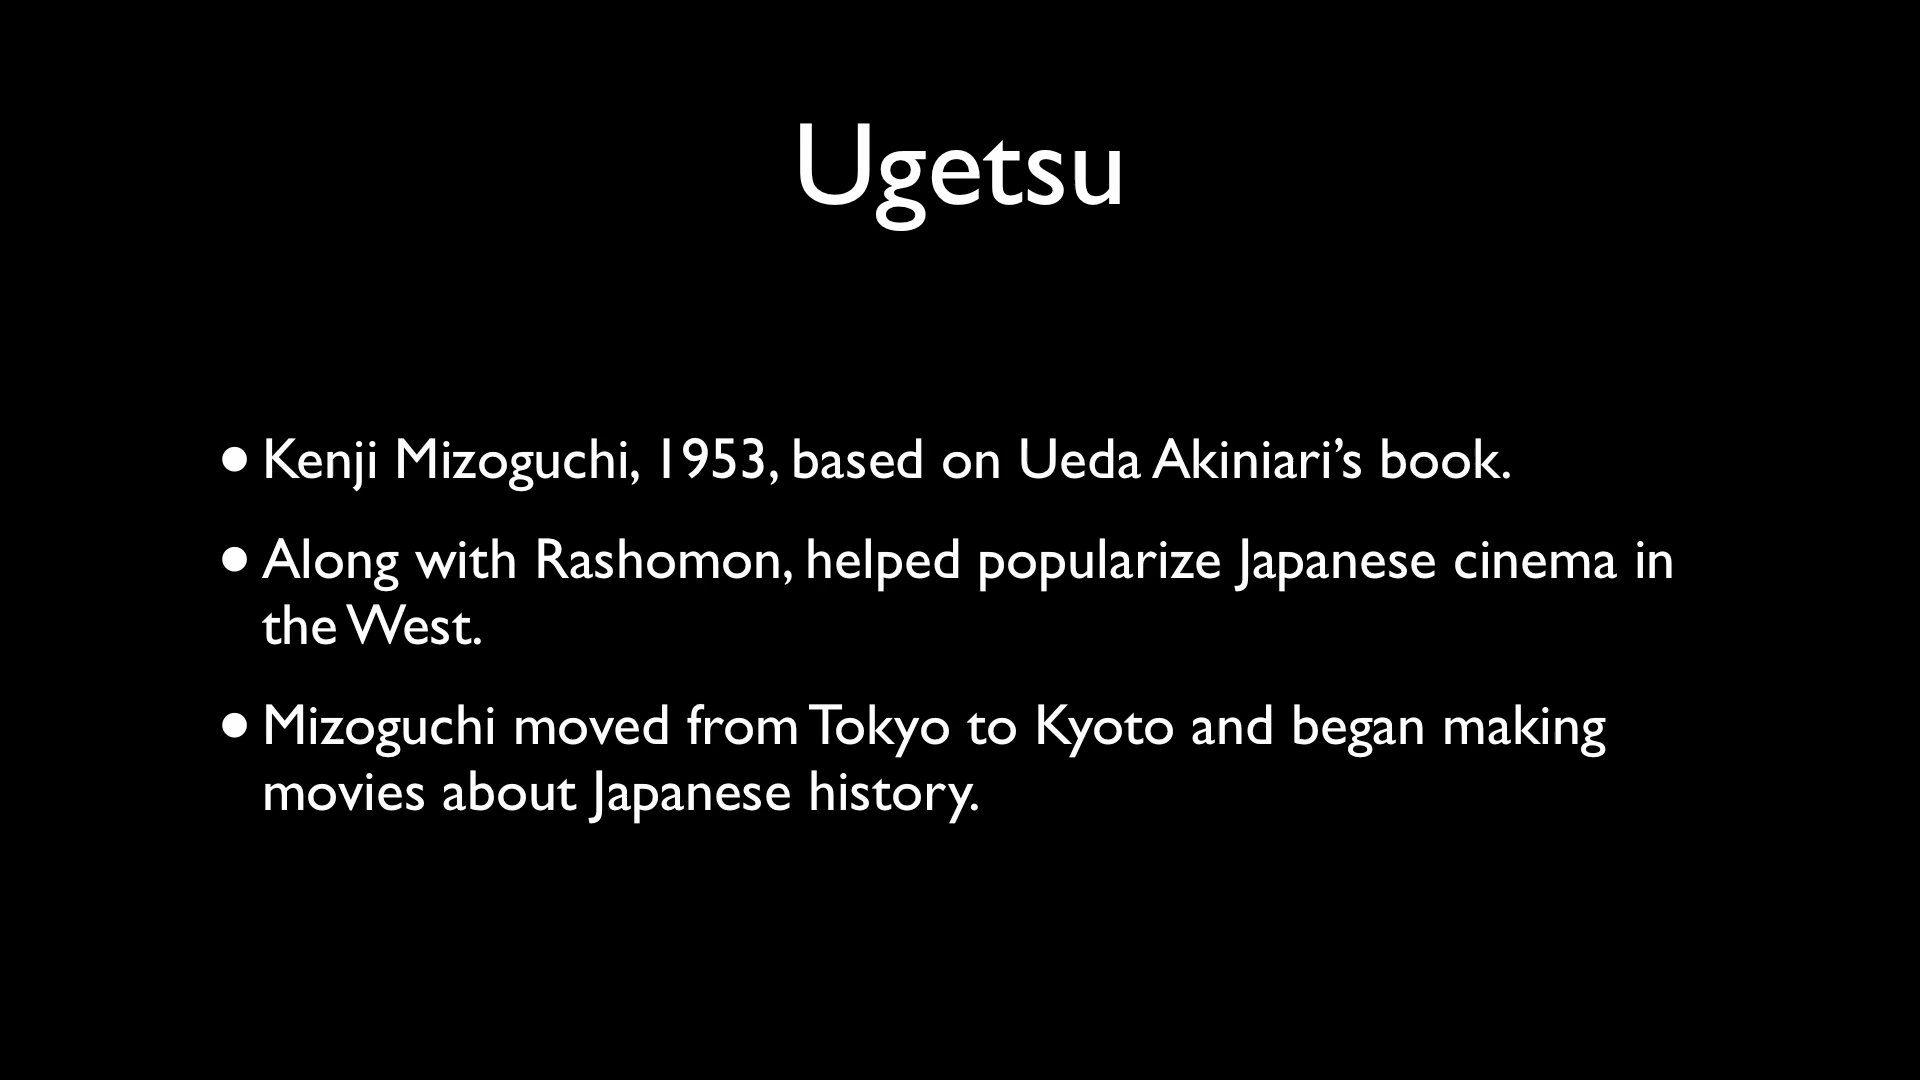 Ugetsu
• Kenji Mizoguchi, 1953, based on Ueda Akiniari’s book.
• Along with Rashomon, helped popularize Japanese cinema in
the West.
• Mizoguchi moved from Tokyo to Kyoto and began making
movies about Japanese history.